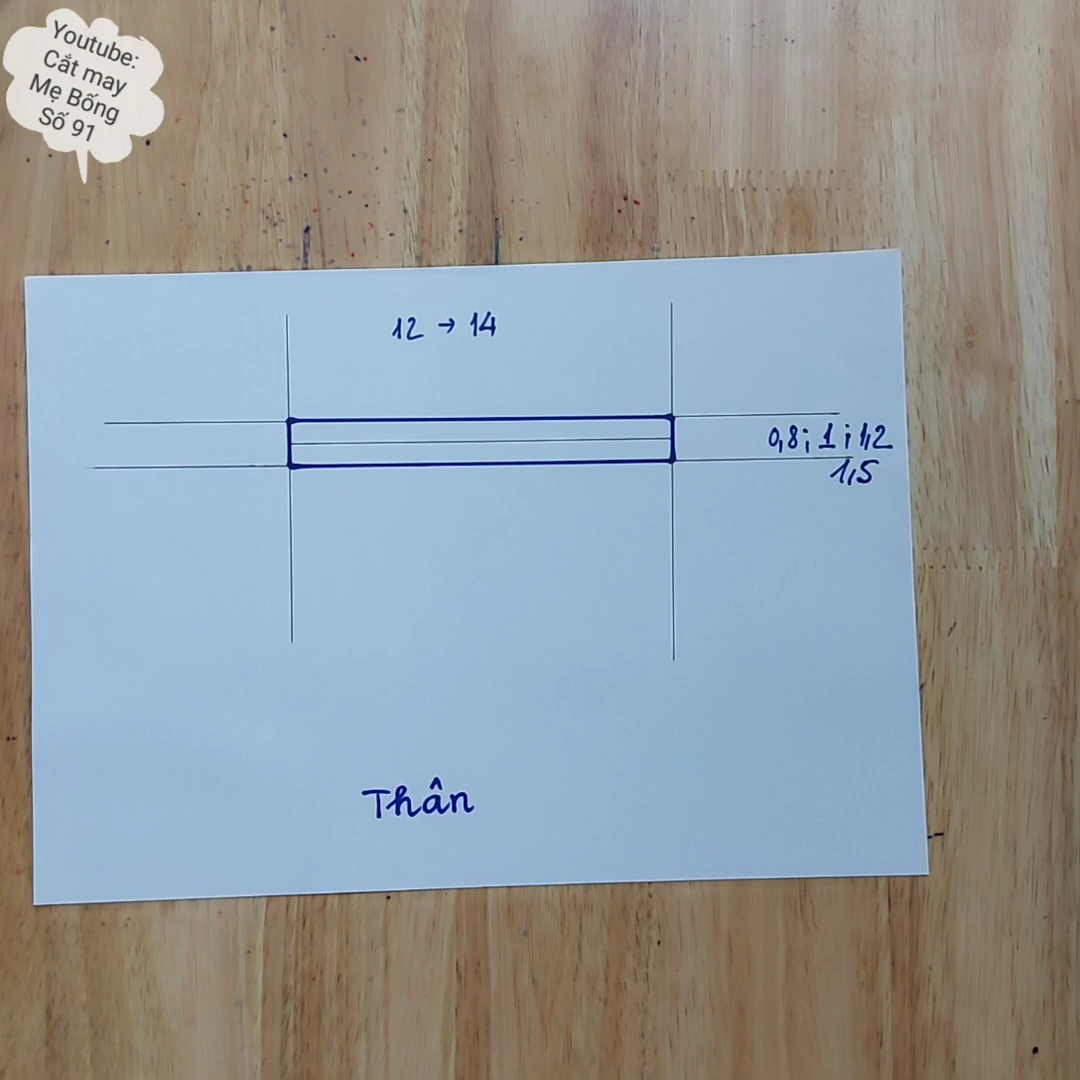 Youtube:
Cắt may
Mẹ Bống
Số 91
12 → 14
0,8; 1; 1,2
1,5
Thân